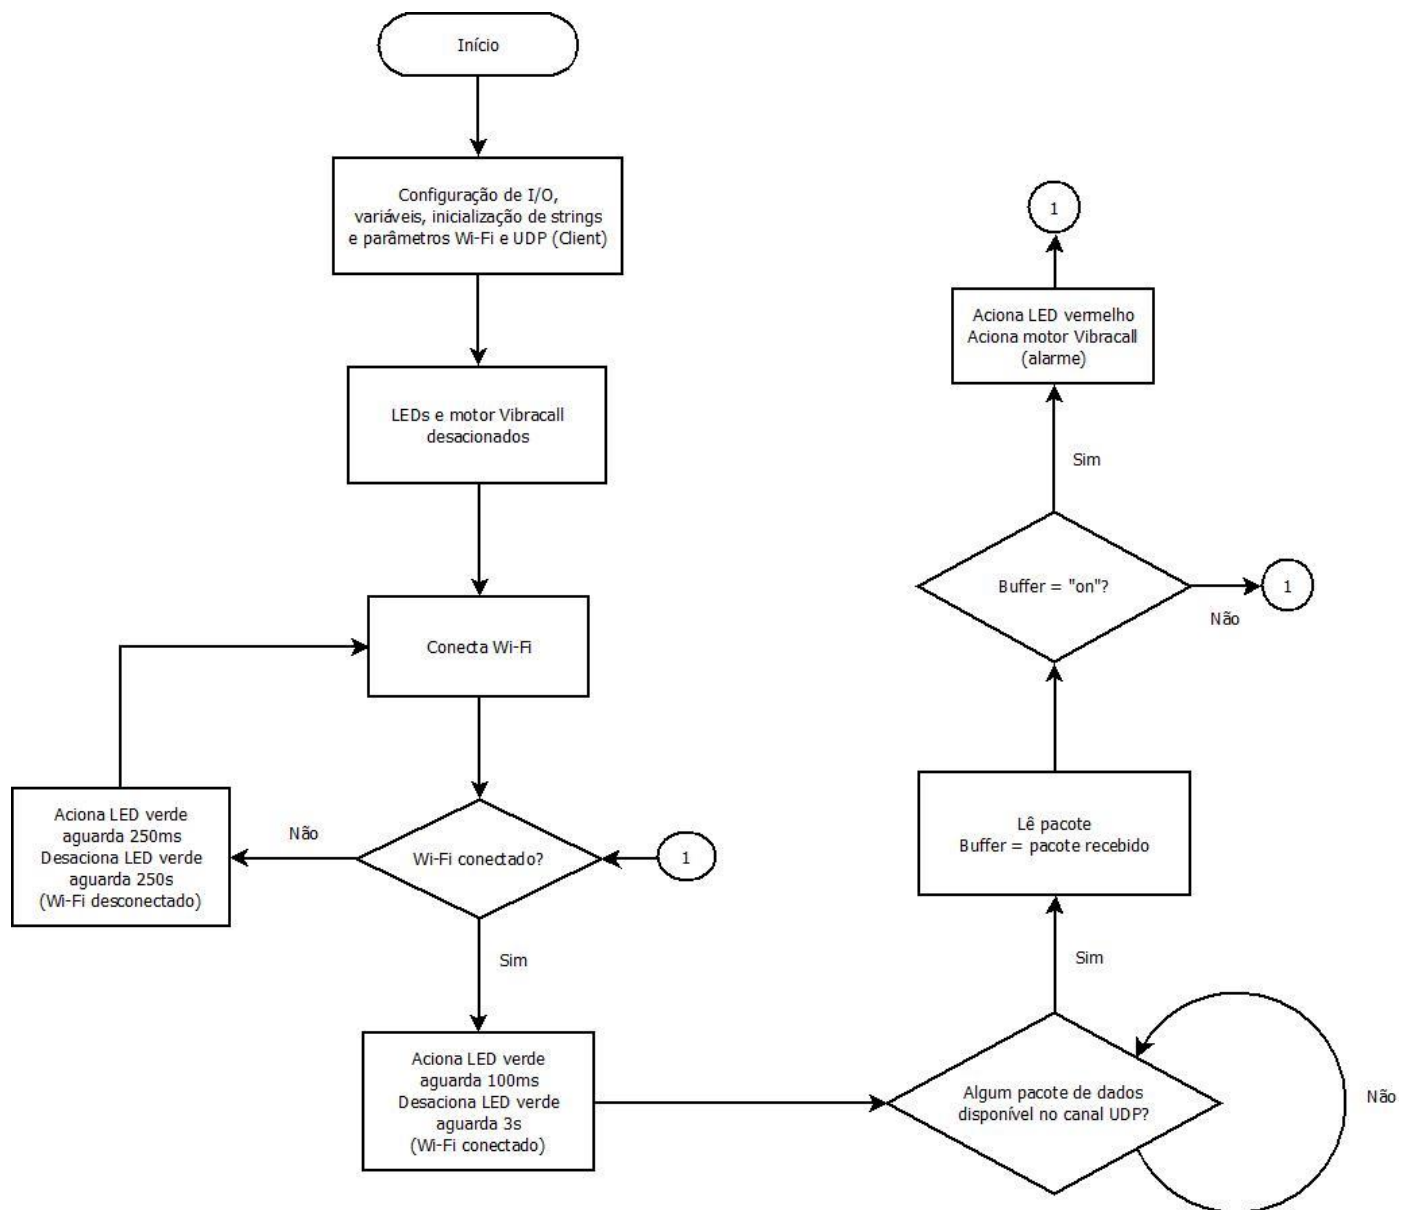 Início
Configuração de I/O,
variáveis, inicialização de strings
e parâmetros Wi-Fi e UDP (Client)
LEDs e motor Vibracall
desacionados
Conecta Wi-Fi
Wi-Fi conectado?
1
Não
Aciona LED verde
aguarda 250ms
Desaciona LED verde
aguarda 250s
(Wi-Fi desconectado)
Sim
Aciona LED verde
aguarda 100ms
Desaciona LED verde
aguarda 3s
(Wi-Fi conectado)
Algum pacote de dados
disponível no canal UDP?
Não
Sim
Lê pacote
Buffer = pacote recebido
Buffer = "on"?
Não
1
Sim
Aciona LED vermelho
Aciona motor Vibracall
(alarme)
1